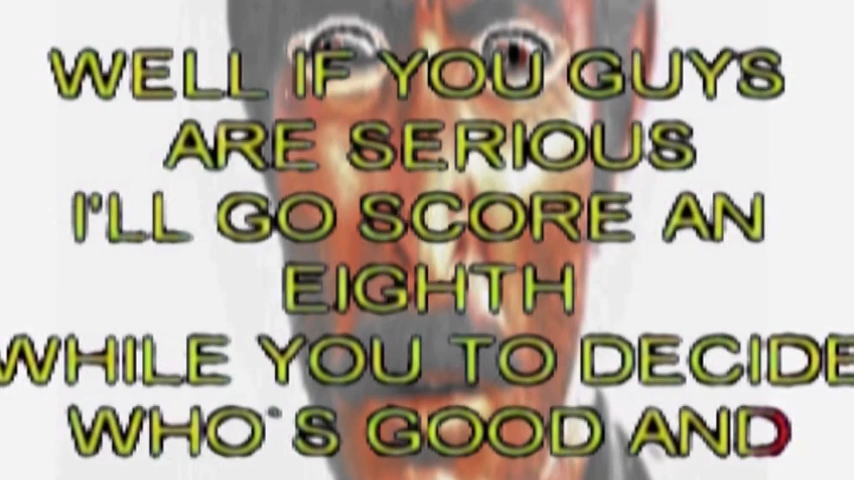 WELL IF YOU GUYS
ARE SERIOUS
I'LL GO SCORE AN
EIGHTH
WHILE YOU TO DECIDE
WHO`S GOOD AND